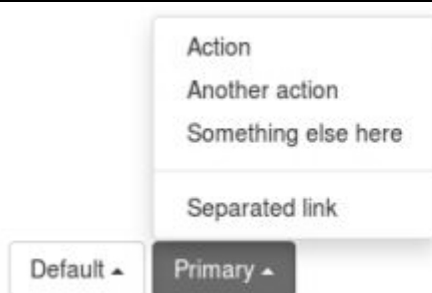 Action
Another action
Something else here
Separated link
Default
Primary